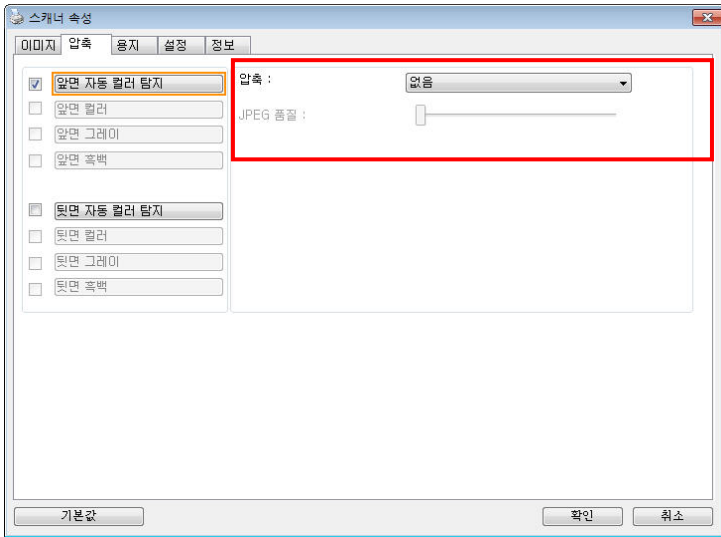 스캐너 속성
이미지 압축 용지 설정 정보
앞면 자동 컬러 탐지
앞면 컬러
앞면 그레이
앞면 흑백
뒷면 자동 컬러 탐지
뒷면 컬러
뒷면 그레이
뒷면 흑백
압축 : 없음
JPEG 품질 :
기본값 확인 취소